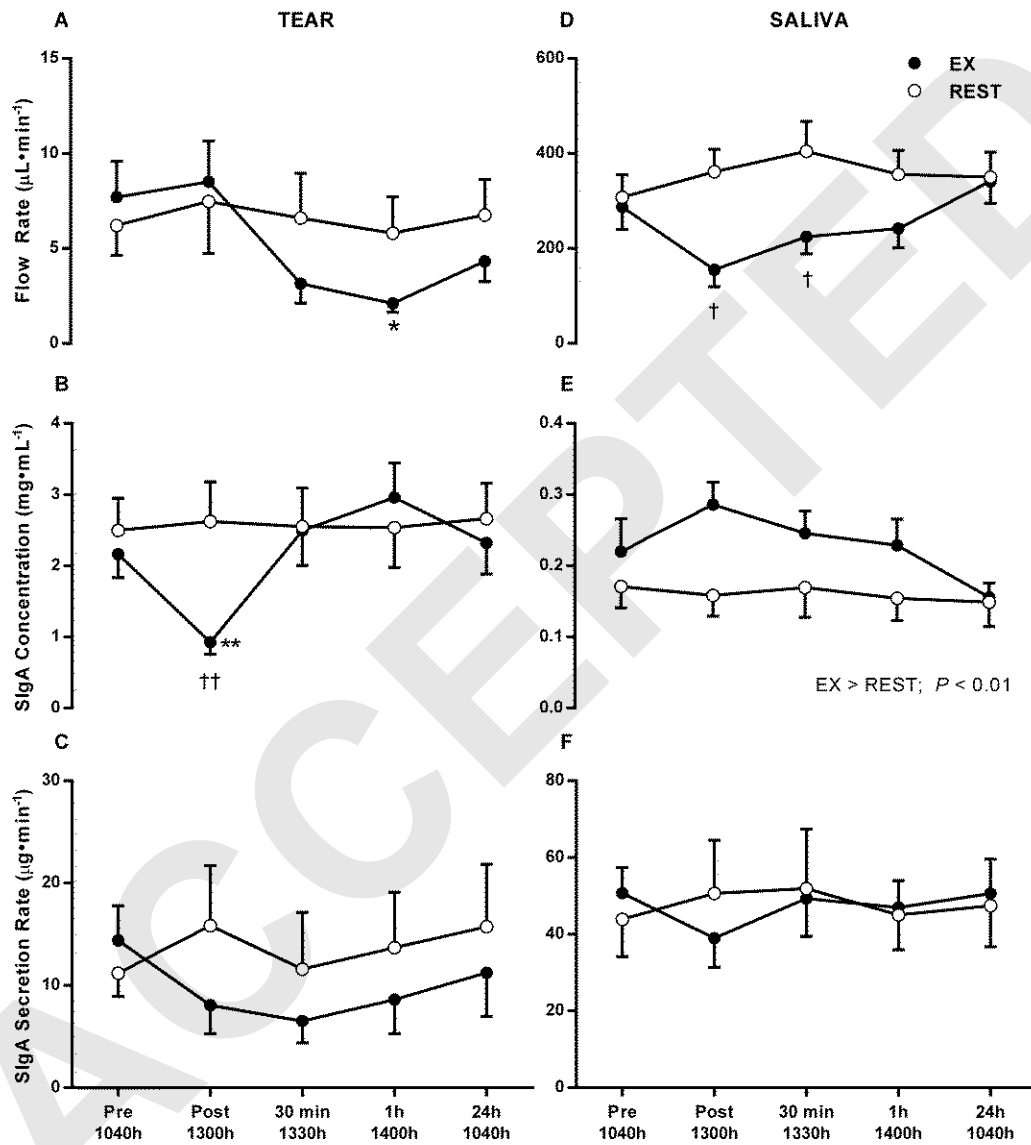 A TEAR D SALIVA
EX
REST
Flow Rate (μL•min-1)
15
10
5
0
600
400
200
0
*
†
†
B E
SIgA Concentration (mg•mL-1)
4
3
2
1
0
0.4
0.3
0.2
0.1
0.0
**
††
EX > REST; P < 0.01
C F
SIgA Secretion Rate (μg•min-1)
30
20
10
0
80
60
40
20
0
Pre Post 30 min 1h 24h Pre Post 30 min 1h 24h
1040h 1300h 1330h 1400h 1040h 1040h 1300h 1330h 1400h 1040h
ACCEPTED